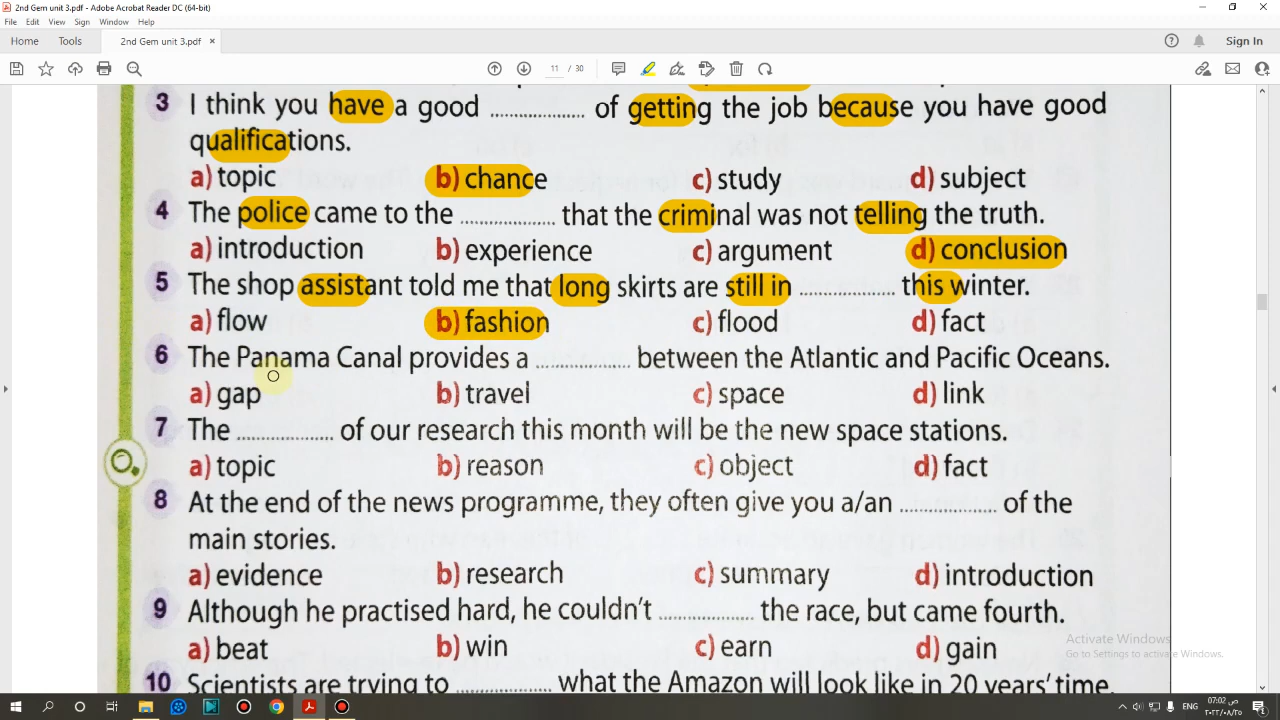 2nd Gem unit 3.pdf - Adobe Acrobat Reader DC (64-bit)
File Edit View Sign Window Help
Home Tools 2nd Gem unit 3.pdf × Sign In
11 / 30
3 I think you have a good .................. of getting the job because you have good
qualifications.
a) topic b) chance c) study d) subject
4 The police came to the .................. that the criminal was not telling the truth.
a) introduction b) experience c) argument d) conclusion
5 The shop assistant told me that long skirts are still in .................. this winter.
a) flow b) fashion c) flood d) fact
6 The Panama Canal provides a .................. between the Atlantic and Pacific Oceans.
a) gap b) travel c) space d) link
7 The .................. of our research this month will be the new space stations.
a) topic b) reason c) object d) fact
8 At the end of the news programme, they often give you a/an .................. of the
main stories.
a) evidence b) research c) summary d) introduction
9 Although he practised hard, he couldn't .................. the race, but came fourth.
a) beat b) win c) earn d) gain
Activate Windows
Go to Settings to activate Windows.
10 Scientists are trying to .................. what the Amazon will look like in 20 years' time.
ENG 07:02 ص
٢٠٢٢/٠٨/٢٥